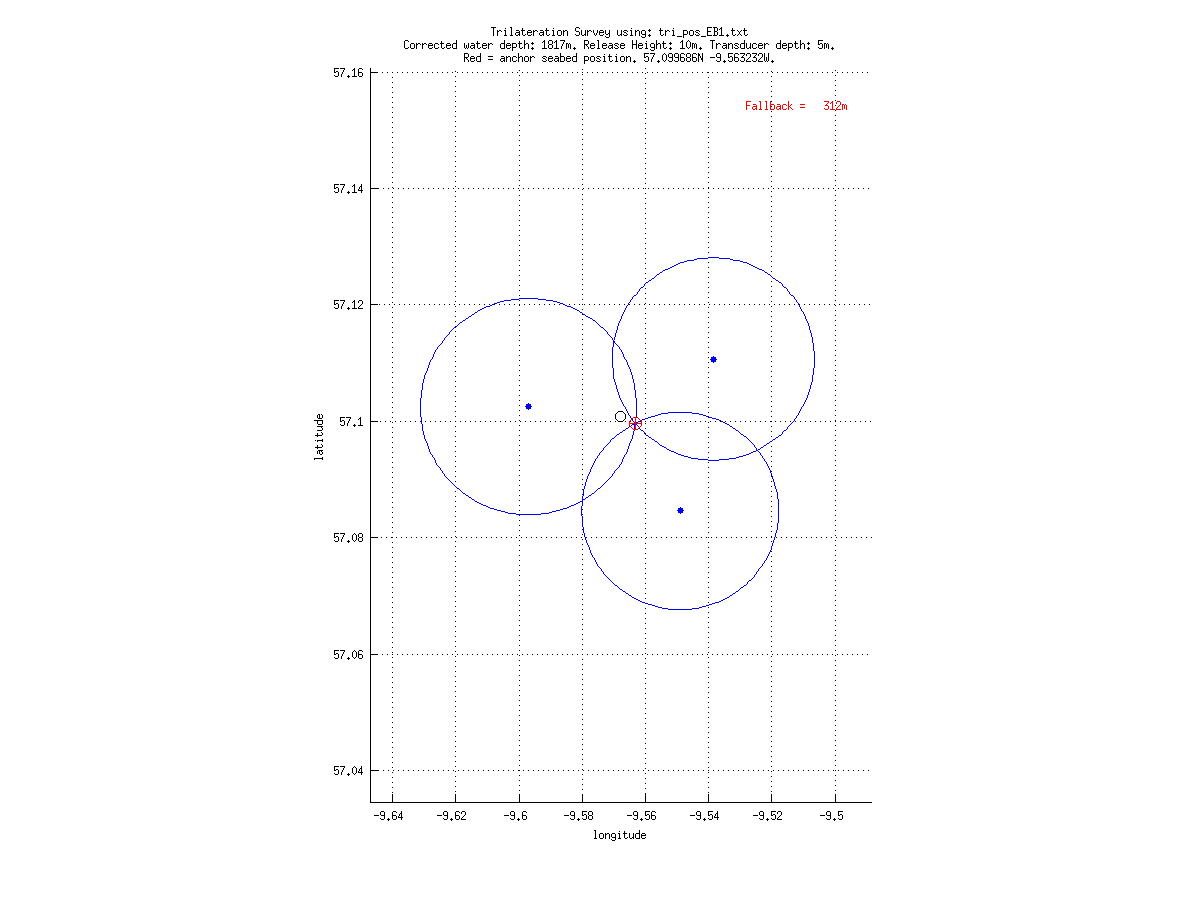 Trilateration Survey using: tri_pos_EB1.txt
Corrected water depth: 1817m. Release Height: 10m. Transducer depth: 5m.
Red = anchor seabed position. 57.099686N -9.563232W.
57.16
Fallback = 312m
57.14
57.12
57.1
57.08
57.06
57.04
latitude
-9.64 -9.62 -9.6 -9.58 -9.56 -9.54 -9.52 -9.5
longitude